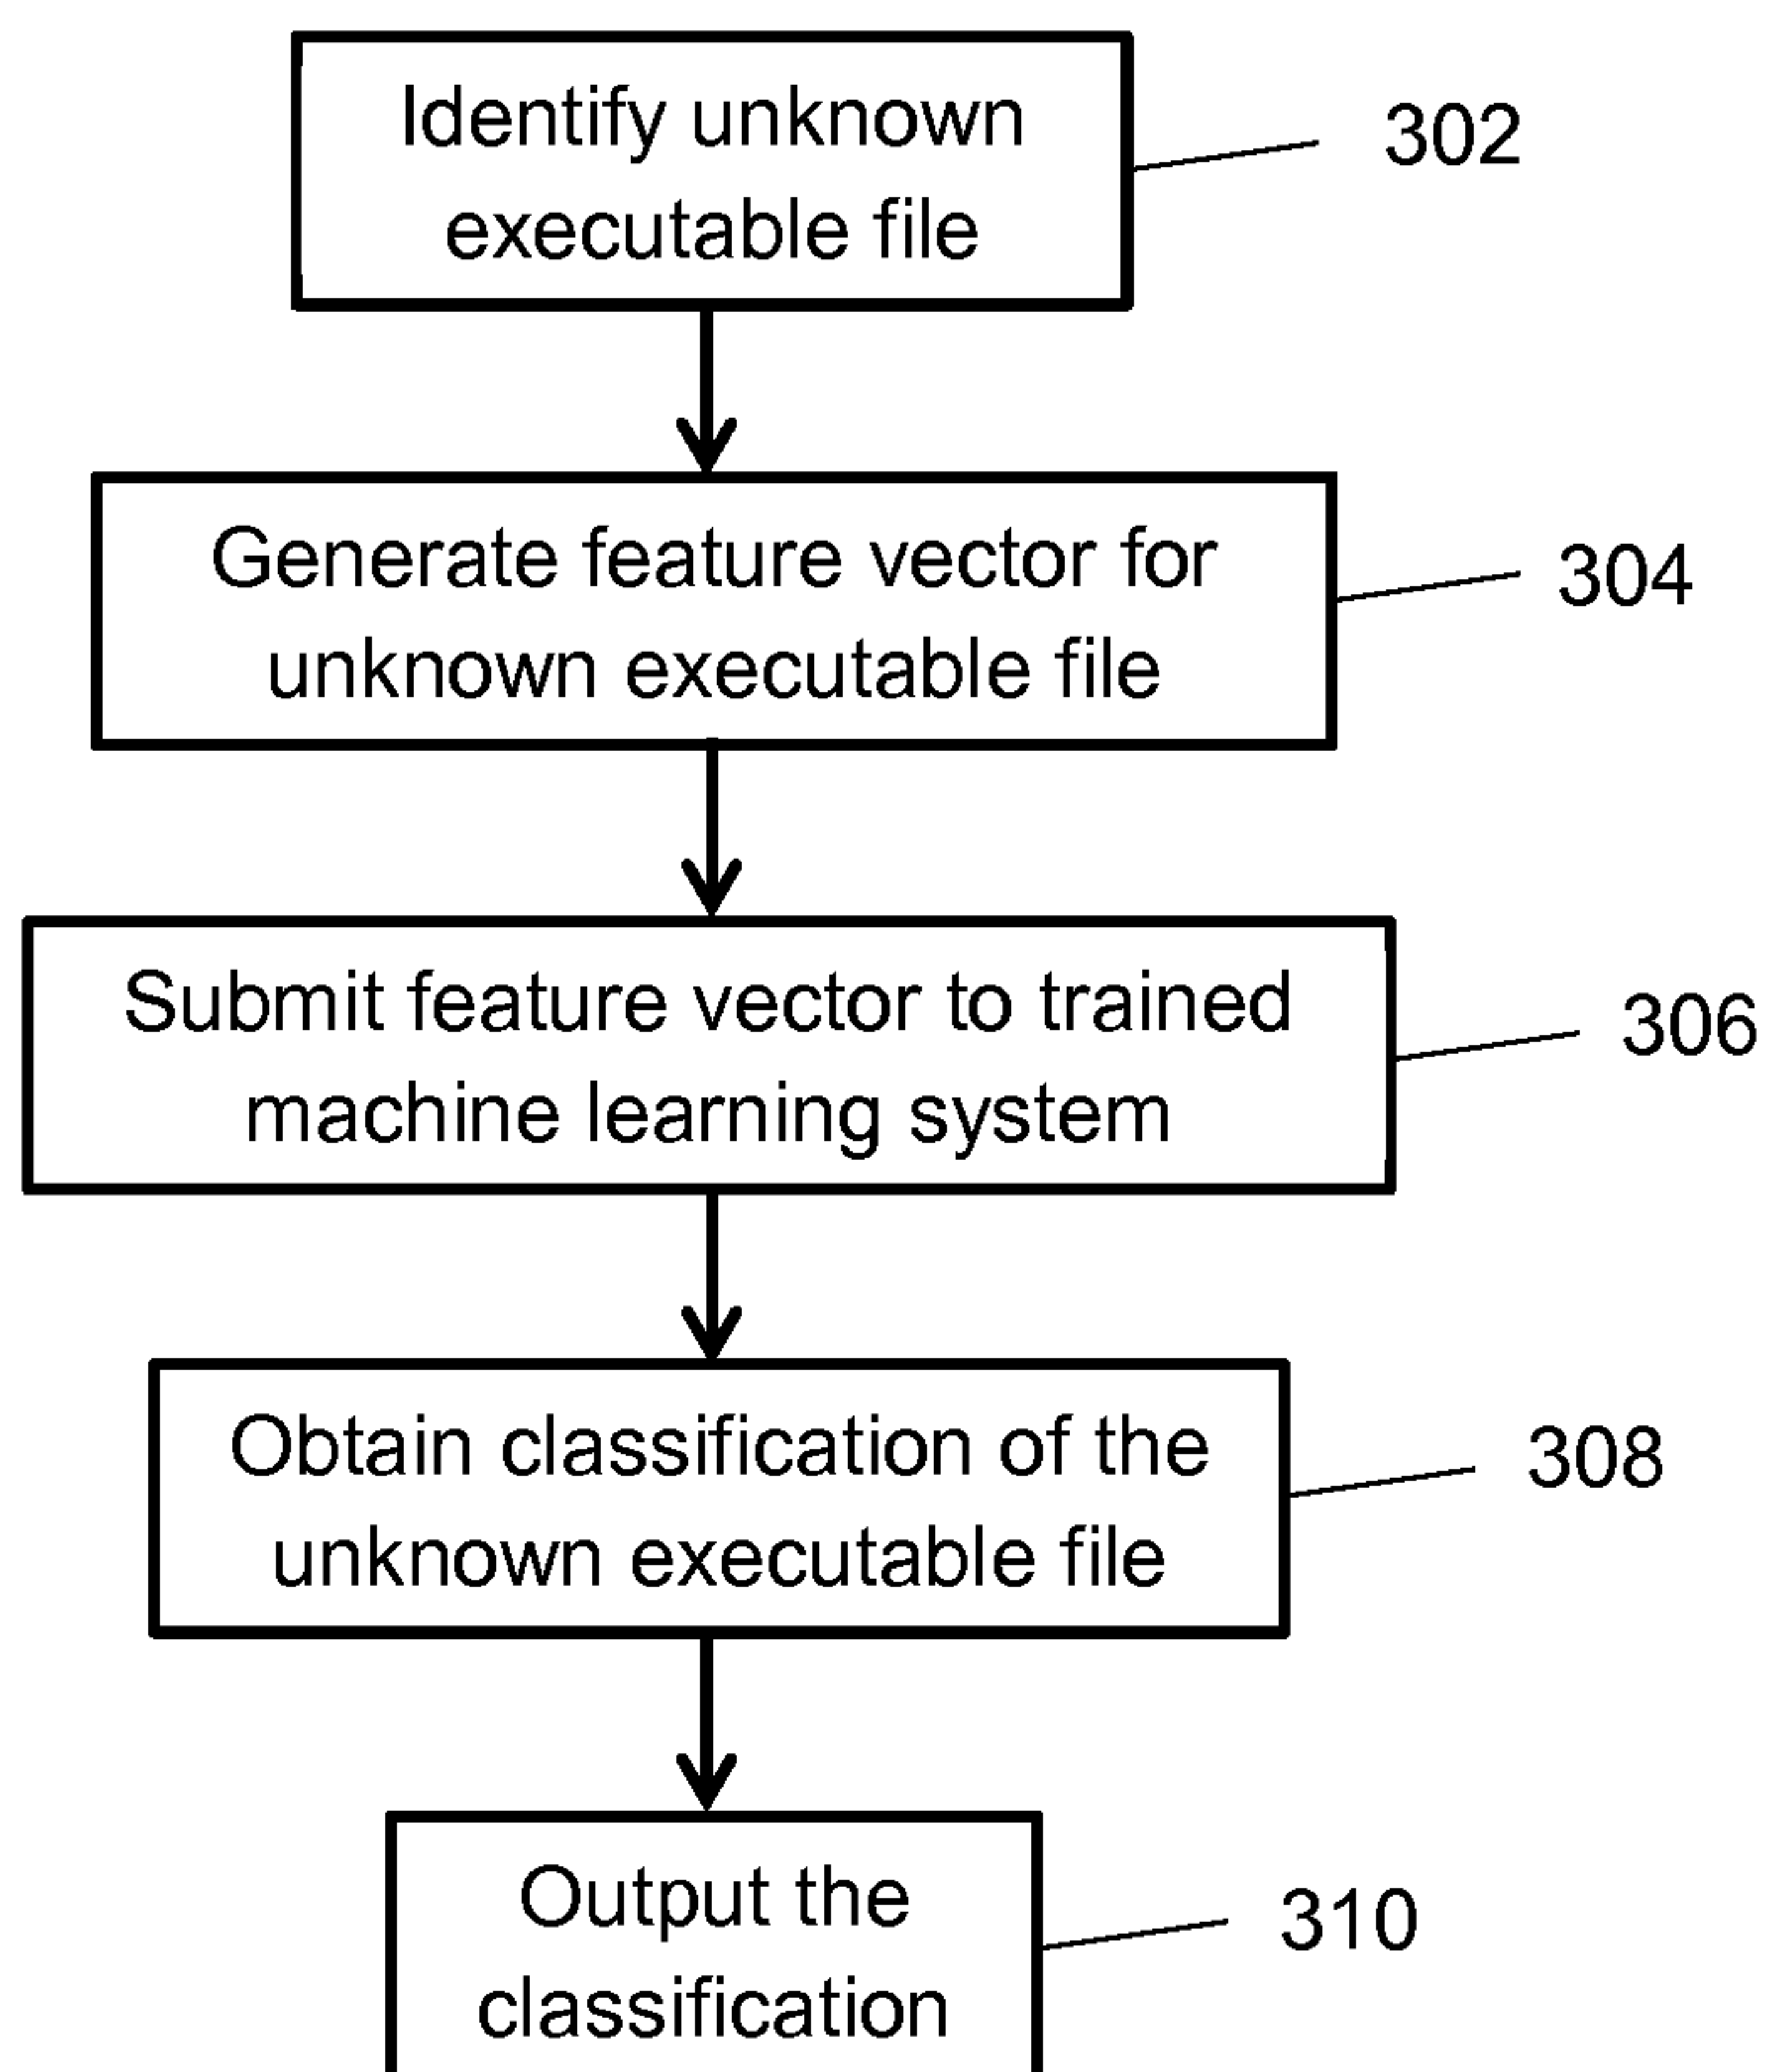 Identify unknown
executable file
302
Generate feature vector for
unknown executable file
304
Submit feature vector to trained
machine learning system
306
Obtain classification of the
unknown executable file
308
Output the
classification
310